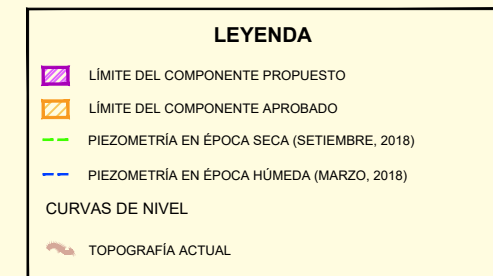 LEYENDA
LÍMITE DEL COMPONENTE PROPUESTO
LÍMITE DEL COMPONENTE APROBADO
PIEZOMETRÍA EN ÉPOCA SECA (SETIEMBRE, 2018)
PIEZOMETRÍA EN ÉPOCA HÚMEDA (MARZO, 2018)
CURVAS DE NIVEL
TOPOGRAFÍA ACTUAL